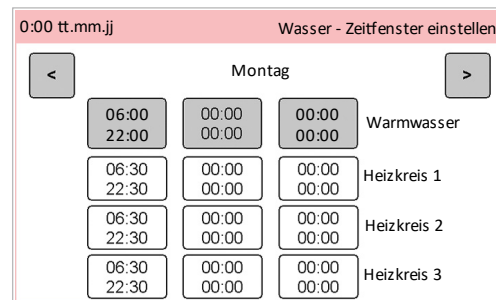 0:00 tt.mm.jj Wasser - Zeitfenster einstellen
< Montag >
06:00 00:00 00:00 Warmwasser
22:00 00:00 00:00
06:30 00:00 00:00 Heizkreis 1
22:30 00:00 00:00
06:30 00:00 00:00 Heizkreis 2
22:30 00:00 00:00
06:30 00:00 00:00 Heizkreis 3
22:30 00:00 00:00